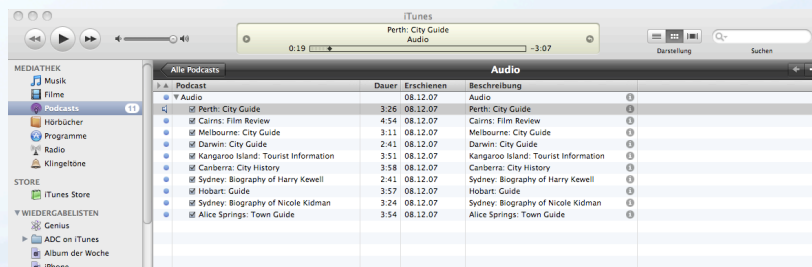 iTunes
Perth: City Guide
Audio
0:19 -3:07
Darstellung
Suchen
MEDIATHEK
Musik
Filme
Podcasts 11
Hörbücher
Programme
Radio
Klingeltöne
STORE
iTunes Store
WIEDERGABELISTEN
Genius
ADC on iTunes
Album der Woche
iPhone
Alle Podcasts Audio
Podcast Dauer Erschienen Beschreibung
Audio 08.12.07 Audio
Perth: City Guide 3:26 08.12.07 Perth: City Guide
Cairns: Film Review 4:54 08.12.07 Cairns: Film Review
Melbourne: City Guide 3:11 08.12.07 Melbourne: City Guide
Darwin: City Guide 2:41 08.12.07 Darwin: City Guide
Kangaroo Island: Tourist Information 3:51 08.12.07 Kangaroo Island: Tourist Information
Canberra: City History 3:58 08.12.07 Canberra: City History
Sydney: Biography of Harry Kewell 2:41 08.12.07 Sydney: Biography of Harry Kewell
Hobart: Guide 3:57 08.12.07 Hobart: Guide
Sydney: Biography of Nicole Kidman 3:24 08.12.07 Sydney: Biography of Nicole Kidman
Alice Springs: Town Guide 3:54 08.12.07 Alice Springs: Town Guide